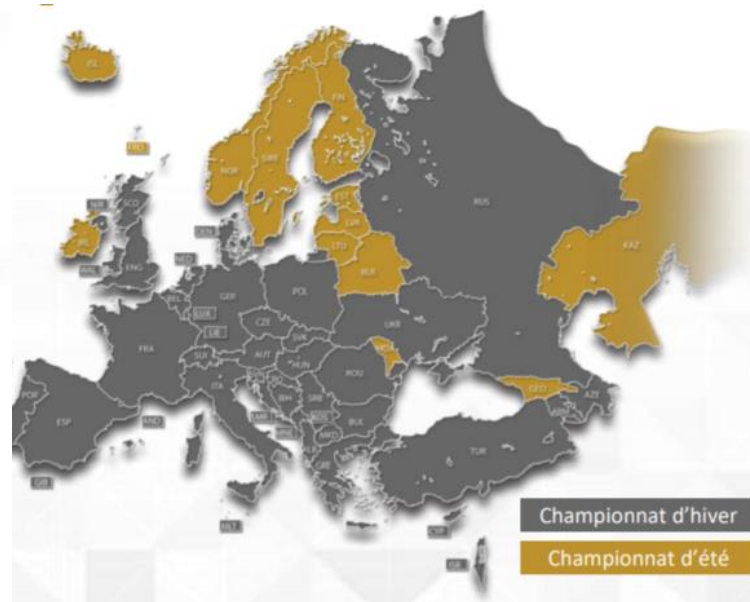 ISL
FIN
FRO
NOR
SWE
RUS
EST
NIR
SCO
LVA
IRL
DEN
LTU
KAZ
WAL
ENG
NED
BLR
GER
POL
BEL
LUX
CZE
UKR
LIE
SVK
FRA
SUI
AUT
HUN
MDA
ITA
ROU
GEO
POR
BIH
SRB
AZE
ESP
AND
SMR
BUL
ARM
MKD
TUR
GIB
GRE
MLT
CYP
ISR
Championnat d'hiver
Championnat d'été